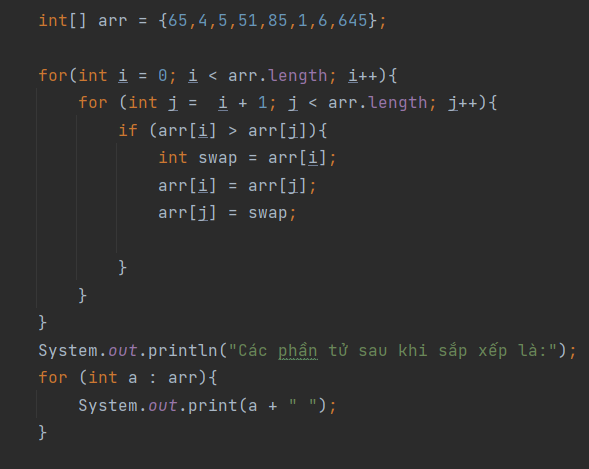 int[] arr = {65,4,5,51,85,1,6,645};
for(int i = 0; i < arr.length; i++){
for (int j =  i + 1; j < arr.length; j++){
if (arr[i] > arr[j]){
int swap = arr[i];
arr[i] = arr[j];
arr[j] = swap;
}
}
}
System.out.println("Các phần tử sau khi sắp xếp là:");
for (int a : arr){
System.out.print(a + " ");
}